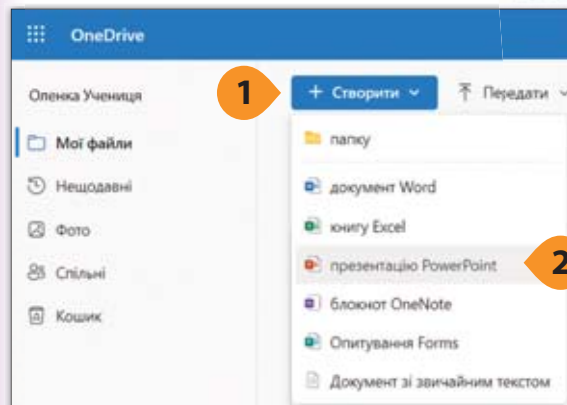 OneDrive
Оленка Учениця
Мої файли
Нещодавні
Фото
Спільні
Кошик
1
+ Створити
Передати
папку
документ Word
книгу Excel
презентацію PowerPoint
2
блокнот OneNote
Опитування Forms
Документ зі звичайним текстом